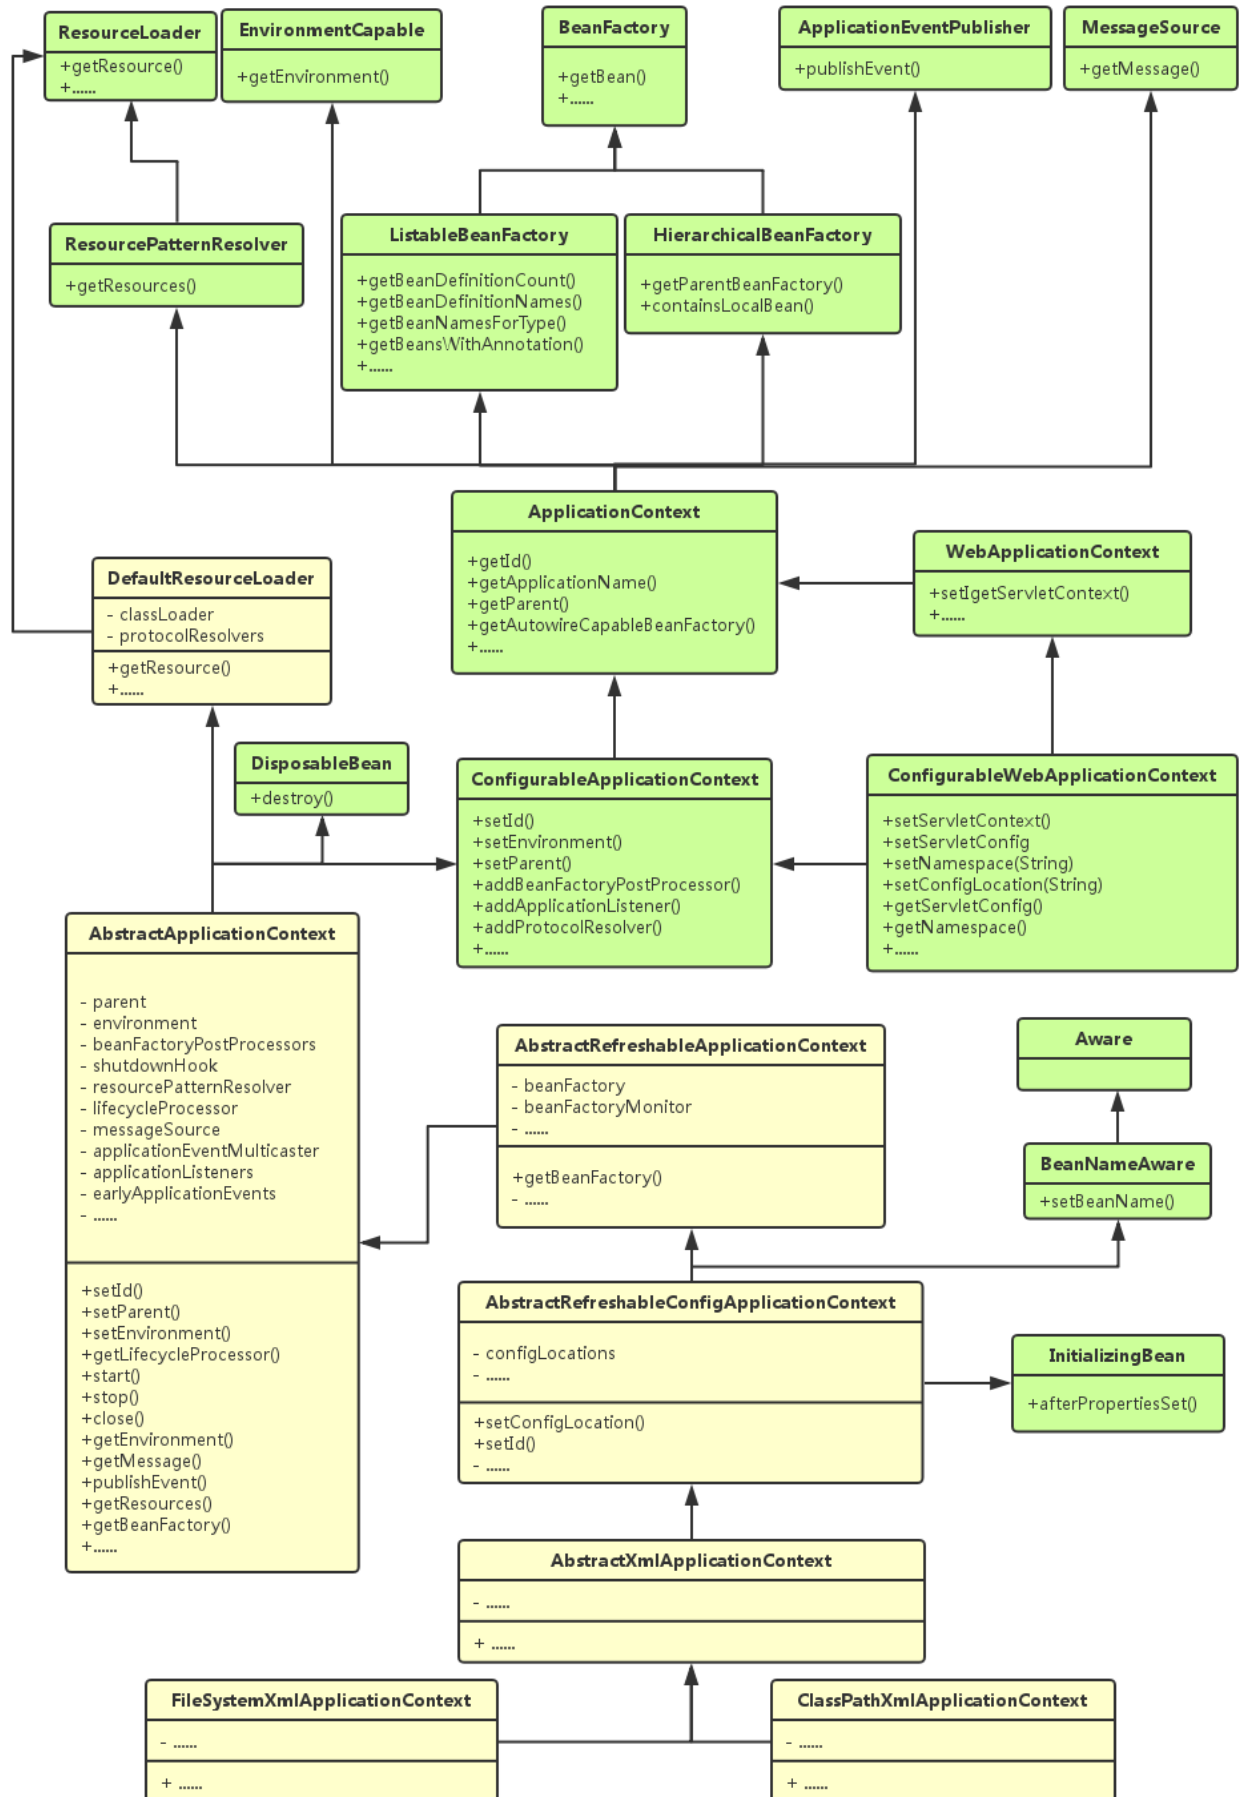 ResourceLoader
+getResource()
+......
EnvironmentCapable
+getEnvironment()
BeanFactory
+getBean()
+......
ApplicationEventPublisher
+publishEvent()
MessageSource
+getMessage()
ResourcePatternResolver
+getResources()
ListableBeanFactory
+getBeanDefinitionCount()
+getBeanDefinitionNames()
+getBeanNamesForType()
+getBeansWithAnnotation()
+......
HierarchicalBeanFactory
+getParentBeanFactory()
+containsLocalBean()
ApplicationContext
+getId()
+getApplicationName()
+getParent()
+getAutowireCapableBeanFactory()
+......
WebApplicationContext
+setIgetServletContext()
+......
DefaultResourceLoader
- classLoader
- protocolResolvers
+getResource()
+......
DisposableBean
+destroy()
ConfigurableApplicationContext
+setId()
+setEnvironment()
+setParent()
+addBeanFactoryPostProcessor()
+addApplicationListener()
+addProtocolResolver()
+......
ConfigurableWebApplicationContext
+setServletContext()
+setServletConfig
+setNamespace(String)
+setConfigLocation(String)
+getServletConfig()
+getNamespace()
+......
AbstractApplicationContext
- parent
- environment
- beanFactoryPostProcessors
- shutdownHook
- resourcePatternResolver
- lifecycleProcessor
- messageSource
- applicationEventMulticaster
- applicationListeners
- earlyApplicationEvents
- ......
+setId()
+setParent()
+setEnvironment()
+getLifecycleProcessor()
+start()
+stop()
+close()
+getEnvironment()
+getMessage()
+publishEvent()
+getResources()
+getBeanFactory()
+......
AbstractRefreshableApplicationContext
- beanFactory
- beanFactoryMonitor
- ......
+getBeanFactory()
- ......
Aware
BeanNameAware
+setBeanName()
AbstractRefreshableConfigApplicationContext
- configLocations
- ......
+setConfigLocation()
+setId()
- ......
InitializingBean
+afterPropertiesSet()
AbstractXmlApplicationContext
- ......
+ ......
FileSystemXmlApplicationContext
- ......
+ ......
ClassPathXmlApplicationContext
- ......
+ ......